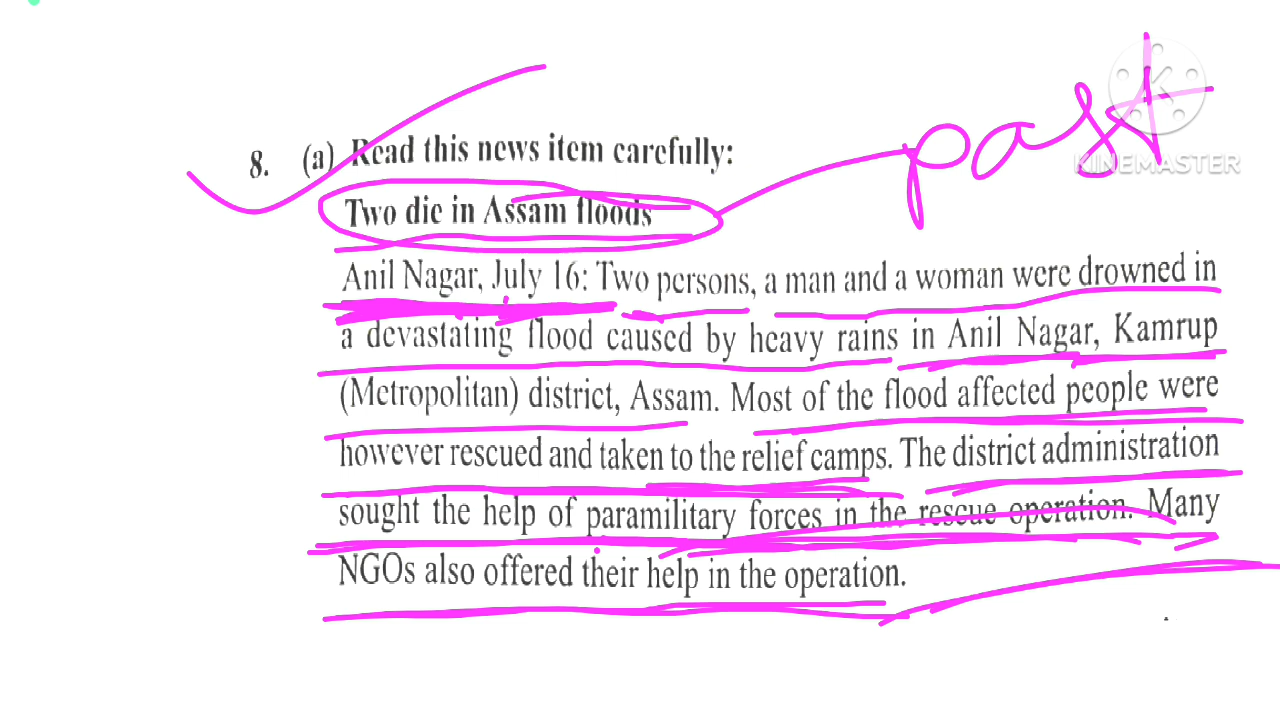 past
KINEMASTER
8. (a) Read this news item carefully:
Two die in Assam floods
Anil Nagar, July 16: Two persons, a man and a woman were drowned in
a devastating flood caused by heavy rains in Anil Nagar, Kamrup
(Metropolitan) district, Assam. Most of the flood affected people were
however rescued and taken to the relief camps. The district administration
sought the help of paramilitary forces in the rescue operation. Many
NGOs also offered their help in the operation.